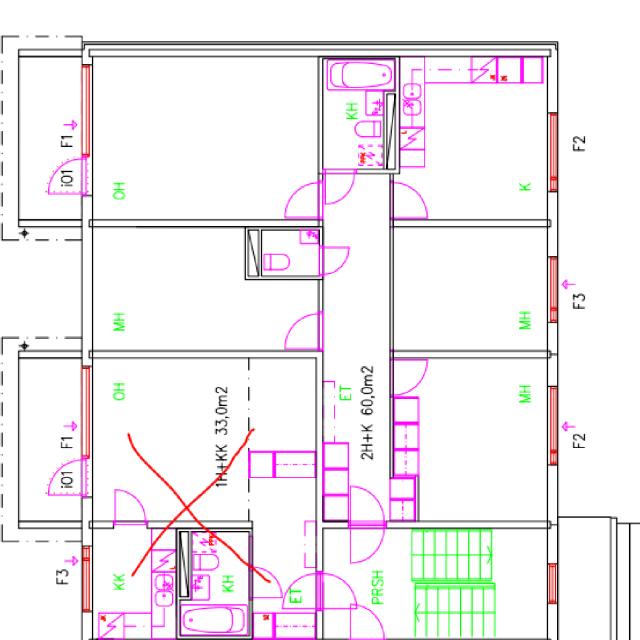 KH
F1
F2
i01
OH
K
MH
MH
F3
OH
1H+KK 33,0m2
ET
2H+K 60,0m2
MH
F1
F2
i01
F3
KK
KH
ET
PRSH